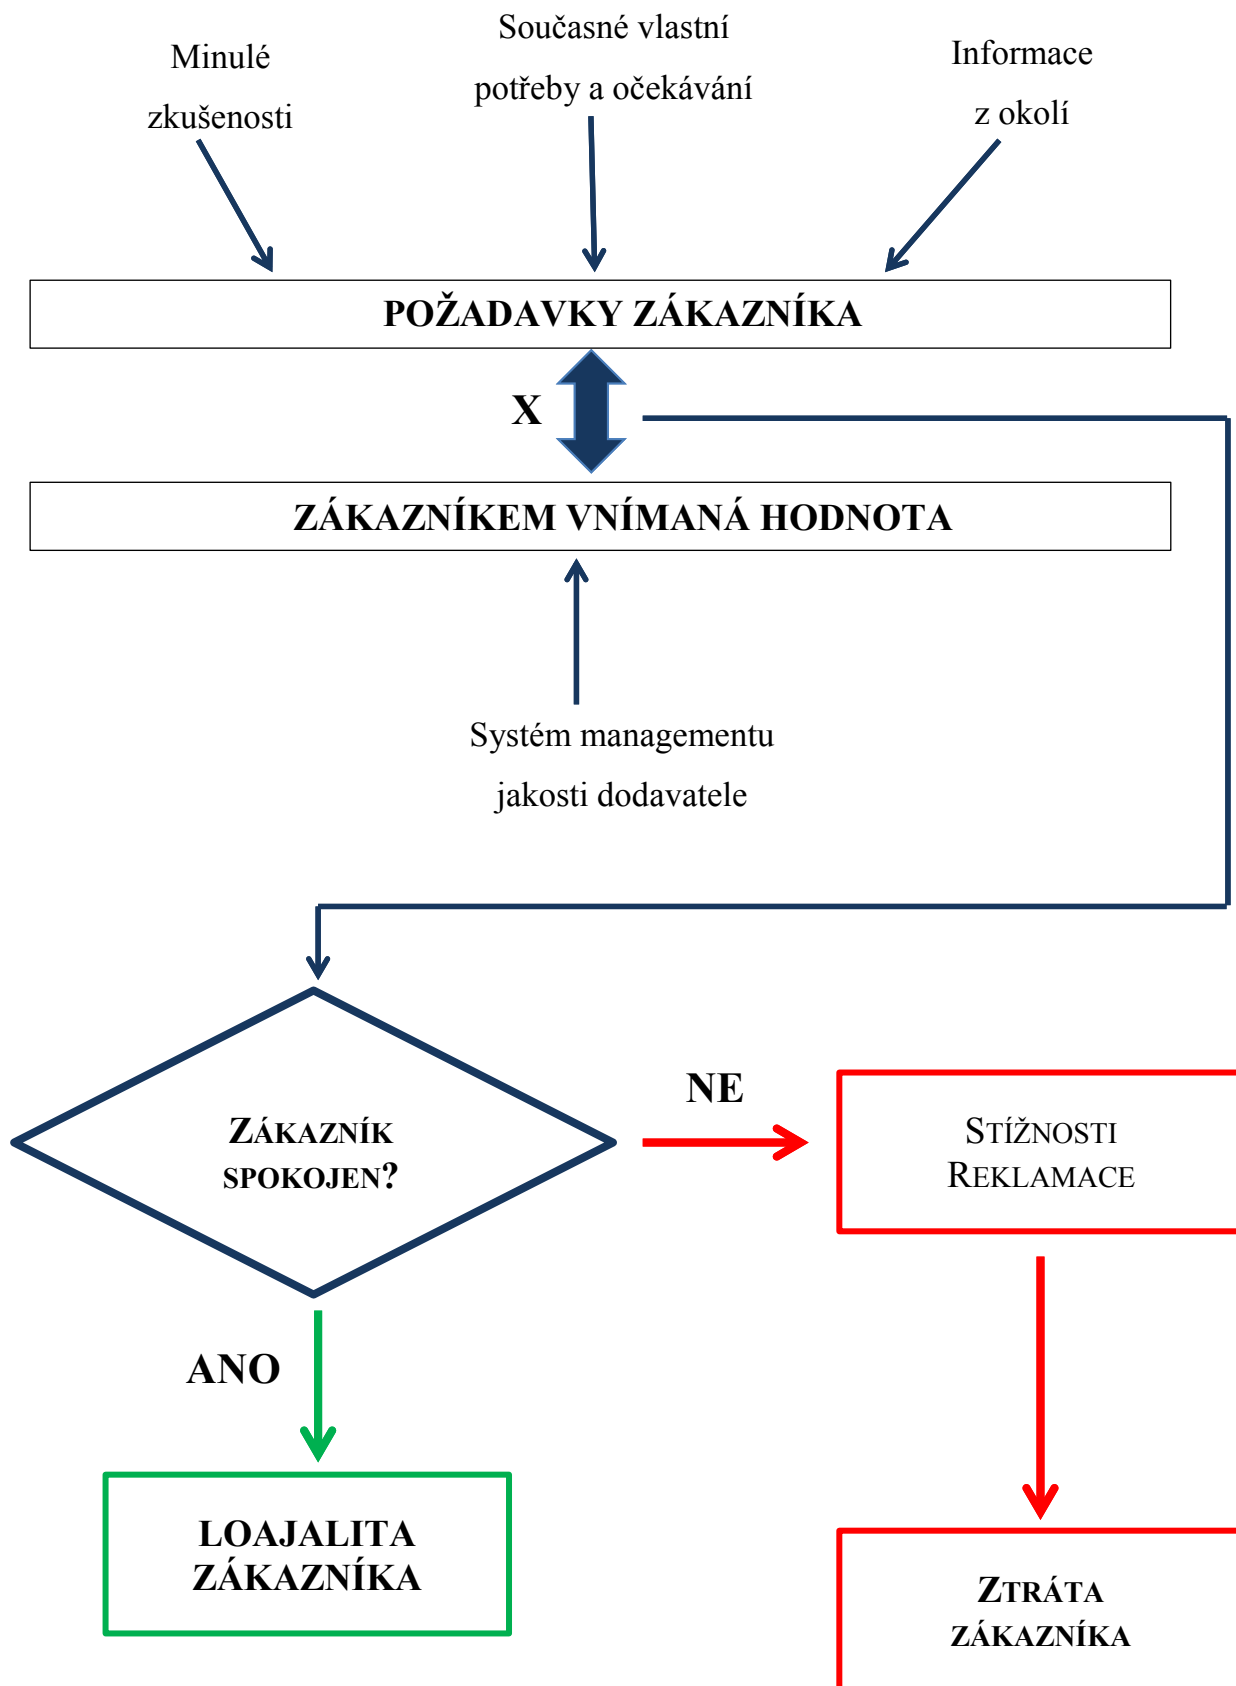 Minulé
zkušenosti
Současné vlastní
potřeby a očekávání
Informace
z okolí
POŽADAVKY ZÁKAZNÍKA
X
ZÁKAZNÍKEM VNÍMANÁ HODNOTA
Systém managementu
jakosti dodavatele
ZÁKAZNÍK
SPOKOJEN?
NE
STÍŽNOSTI
REKLAMACE
ANO
LOAJALITA
ZÁKAZNÍKA
ZTRÁTA
ZÁKAZNÍKA